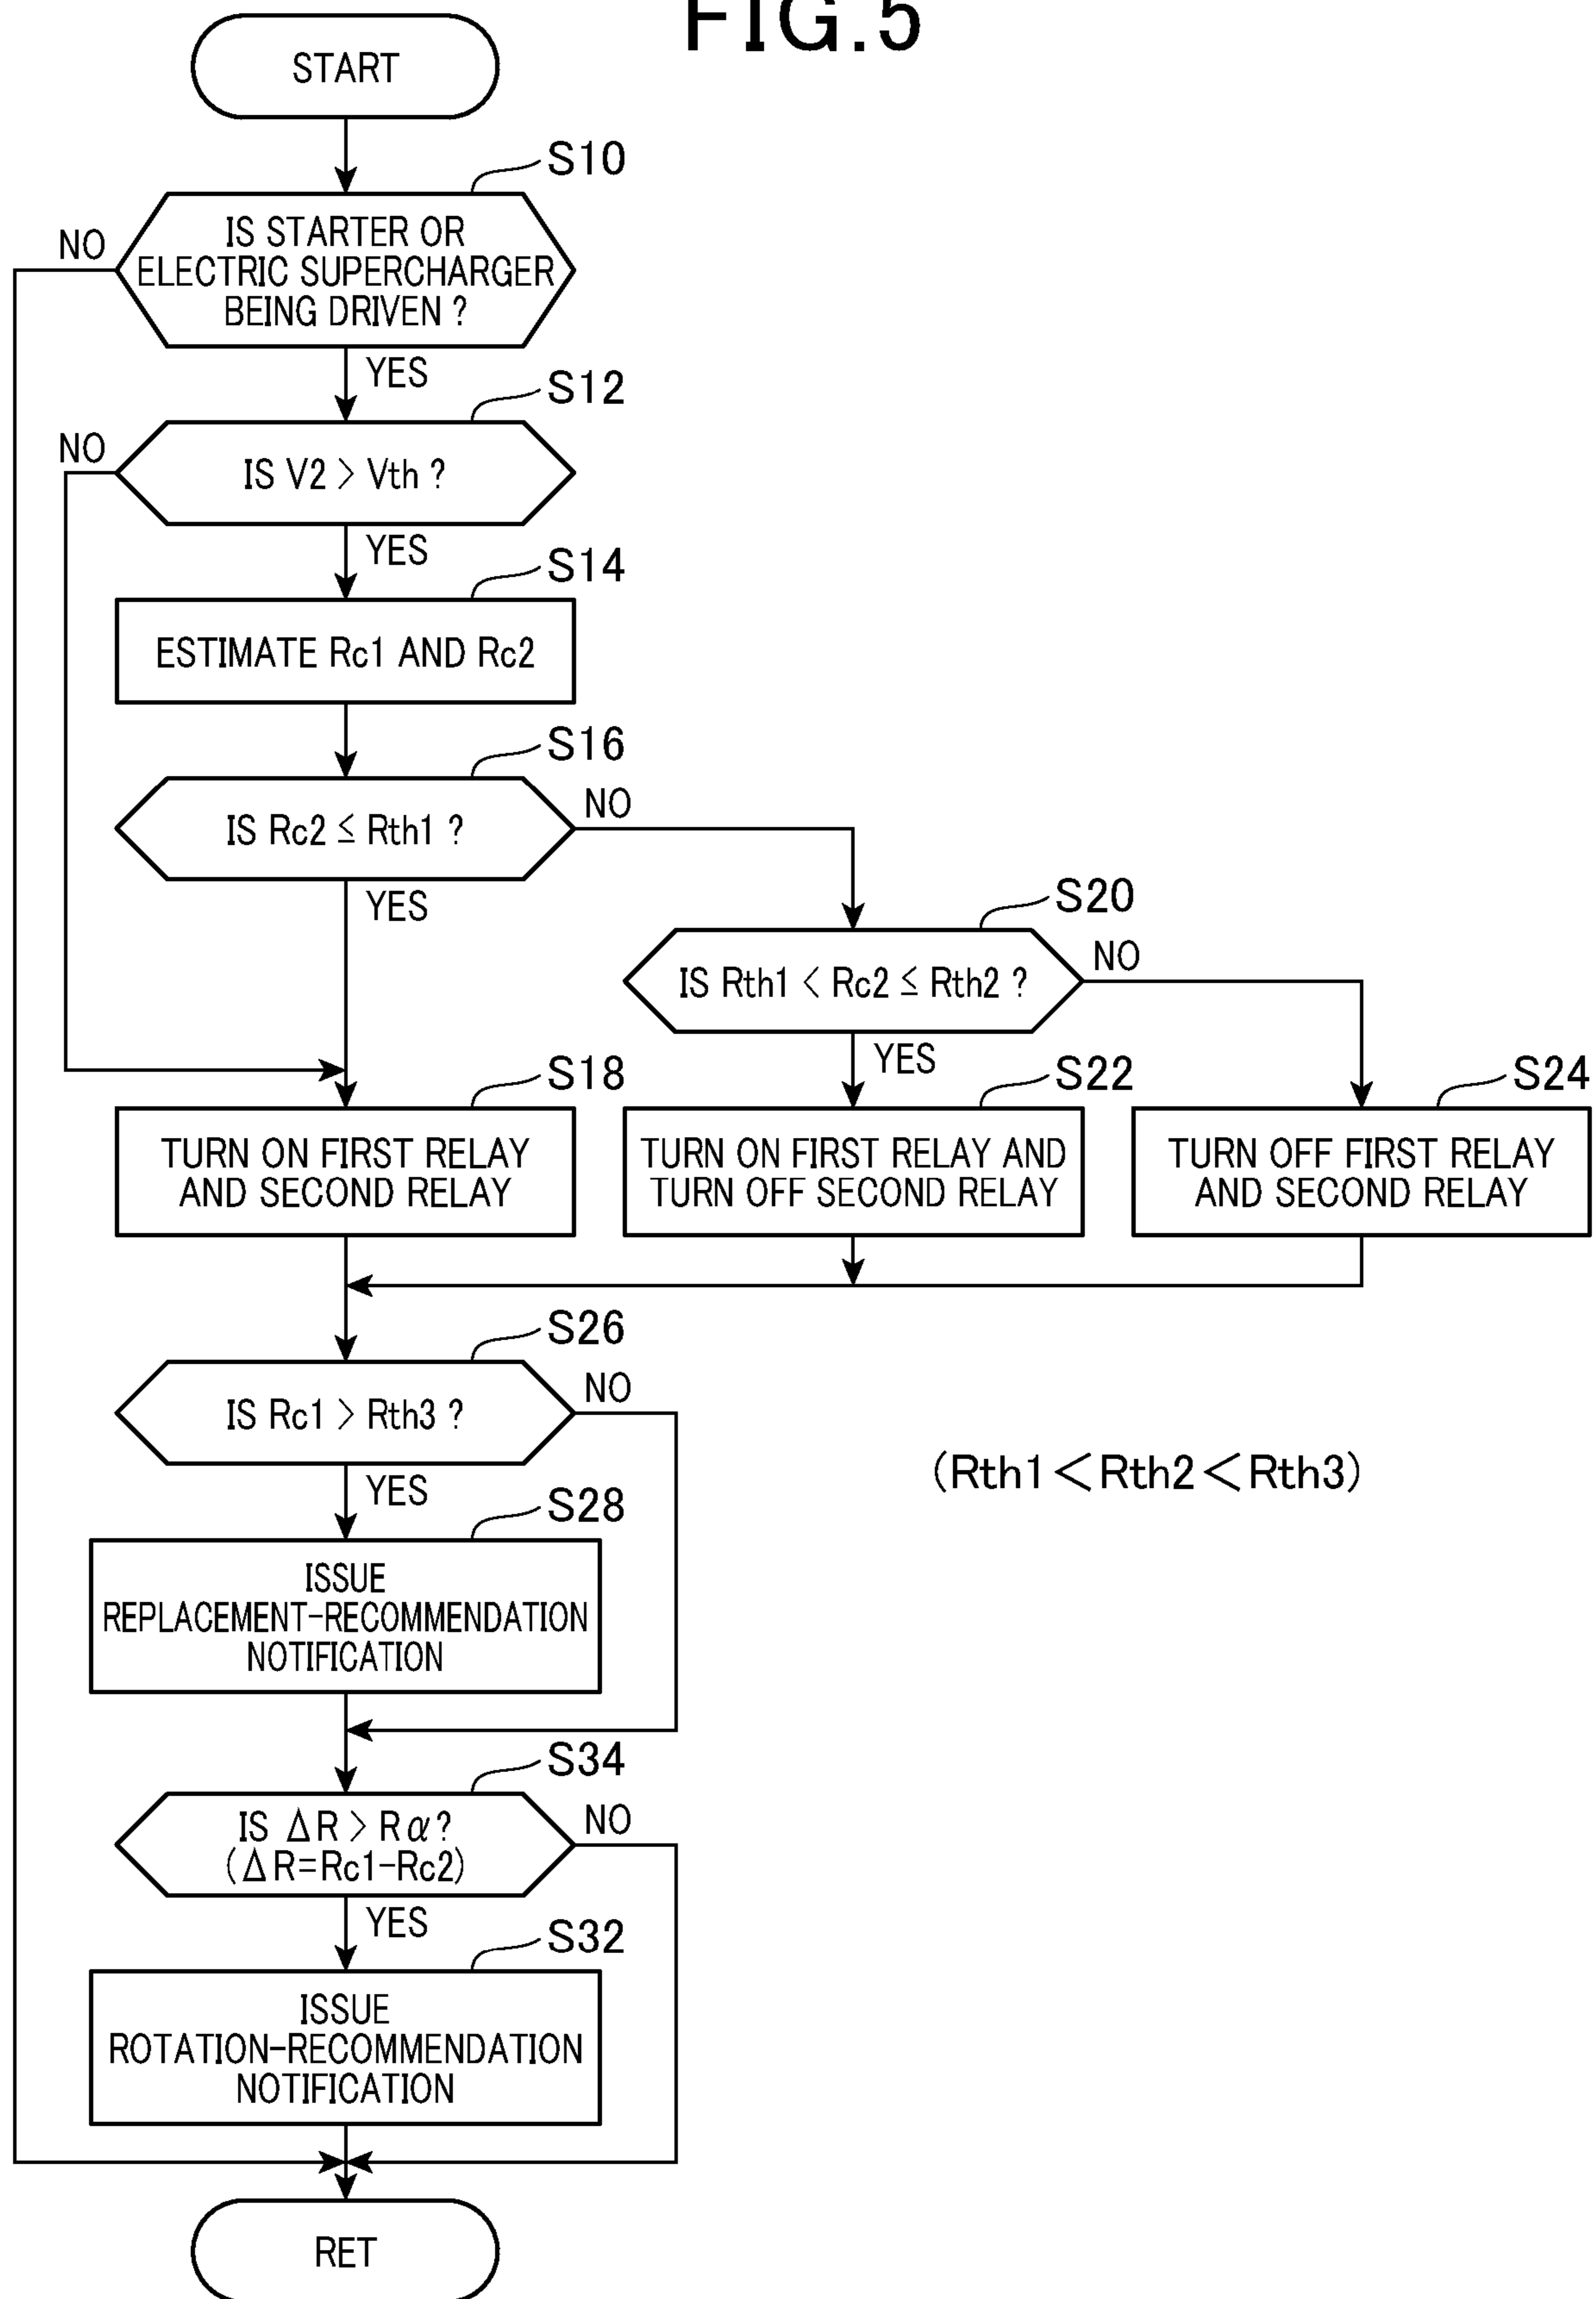 FIG.5
START
S10
NO
IS STARTER OR
ELECTRIC SUPERCHARGER
BEING DRIVEN ?
YES
S12
NO
IS V2 > Vth ?
YES
S14
ESTIMATE Rc1 AND Rc2
S16
IS Rc2 ≦ Rth1 ?
NO
YES
S20
IS Rth1 < Rc2 ≦ Rth2 ?
NO
YES
S18
TURN ON FIRST RELAY
AND SECOND RELAY
S22
TURN ON FIRST RELAY AND
TURN OFF SECOND RELAY
S24
TURN OFF FIRST RELAY
AND SECOND RELAY
S26
IS Rc1 > Rth3 ?
NO
YES
(Rth1<Rth2<Rth3)
S28
ISSUE
REPLACEMENT-RECOMMENDATION
NOTIFICATION
S34
IS ΔR > Rα?
(ΔR=Rc1-Rc2)
NO
YES
S32
ISSUE
ROTATION-RECOMMENDATION
NOTIFICATION
RET